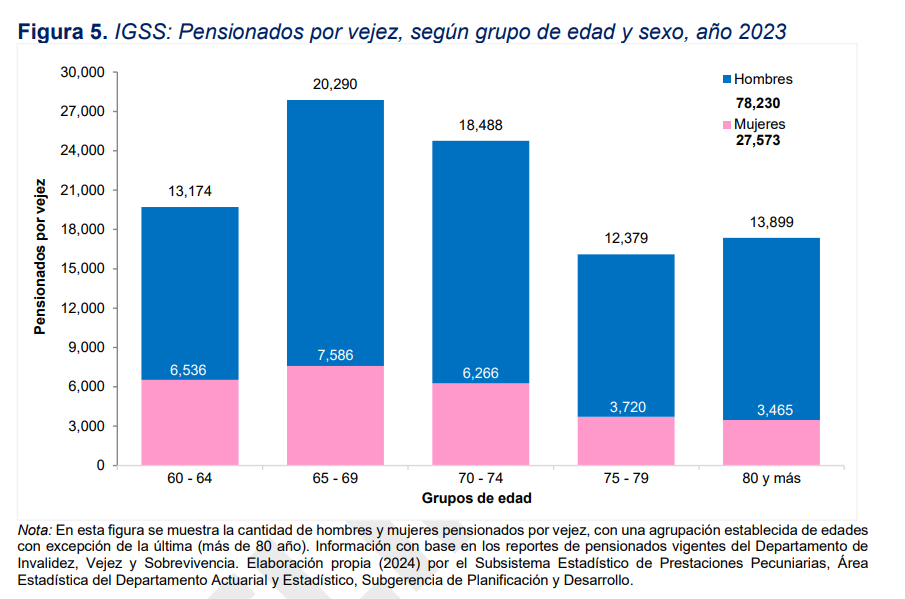 Figura 5. IGSS: Pensionados por vejez, según grupo de edad y sexo, año 2023
30,000
27,000
24,000
21,000
18,000
15,000
12,000
9,000
6,000
3,000
0
Pensionados por vejez
Hombres
78,230
Mujeres
27,573
13,174
20,290
18,488
12,379
13,899
6,536
7,586
6,266
3,720
3,465
60 - 64
65 - 69
70 - 74
75 - 79
80 y más
Grupos de edad
Nota: En esta figura se muestra la cantidad de hombres y mujeres pensionados por vejez, con una agrupación establecida de edades
con excepción de la última (más de 80 año). Información con base en los reportes de pensionados vigentes del Departamento de
Invalidez, Vejez y Sobrevivencia. Elaboración propia (2024) por el Subsistema Estadístico de Prestaciones Pecuniarias, Área
Estadística del Departamento Actuarial y Estadístico, Subgerencia de Planificación y Desarrollo.